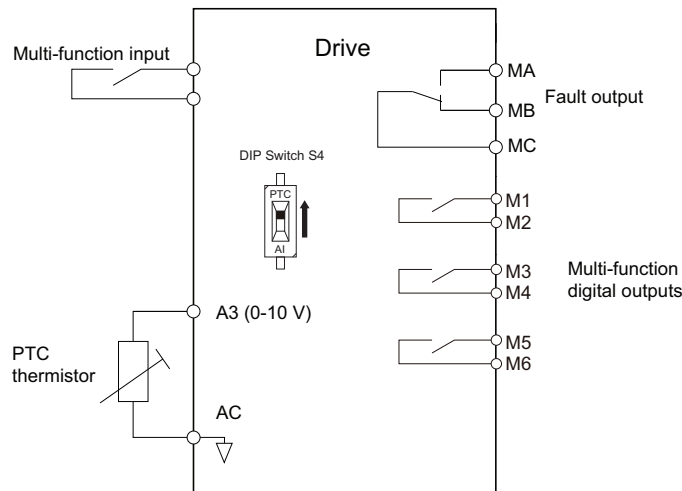 Drive
Multi-function input
MA
Fault output
MB
MC
DIP Switch S4
PTC
AI
M1
M2
M3
Multi-function
digital outputs
M4
A3 (0-10 V)
M5
M6
PTC
thermistor
AC